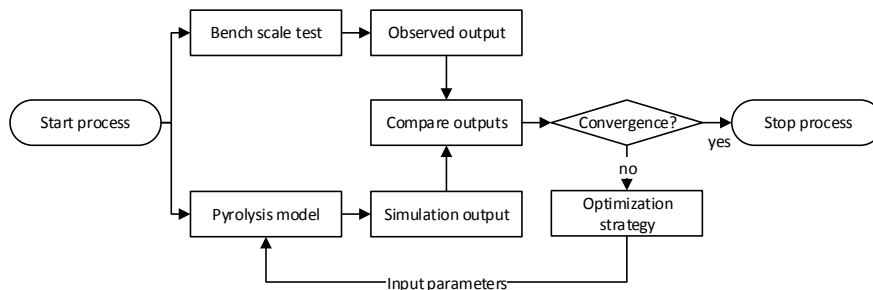 Bench scale test
Observed output
Start process
Compare outputs
Convergence?
yes
Stop process
no
Pyrolysis model
Simulation output
Optimization
strategy
Input parameters